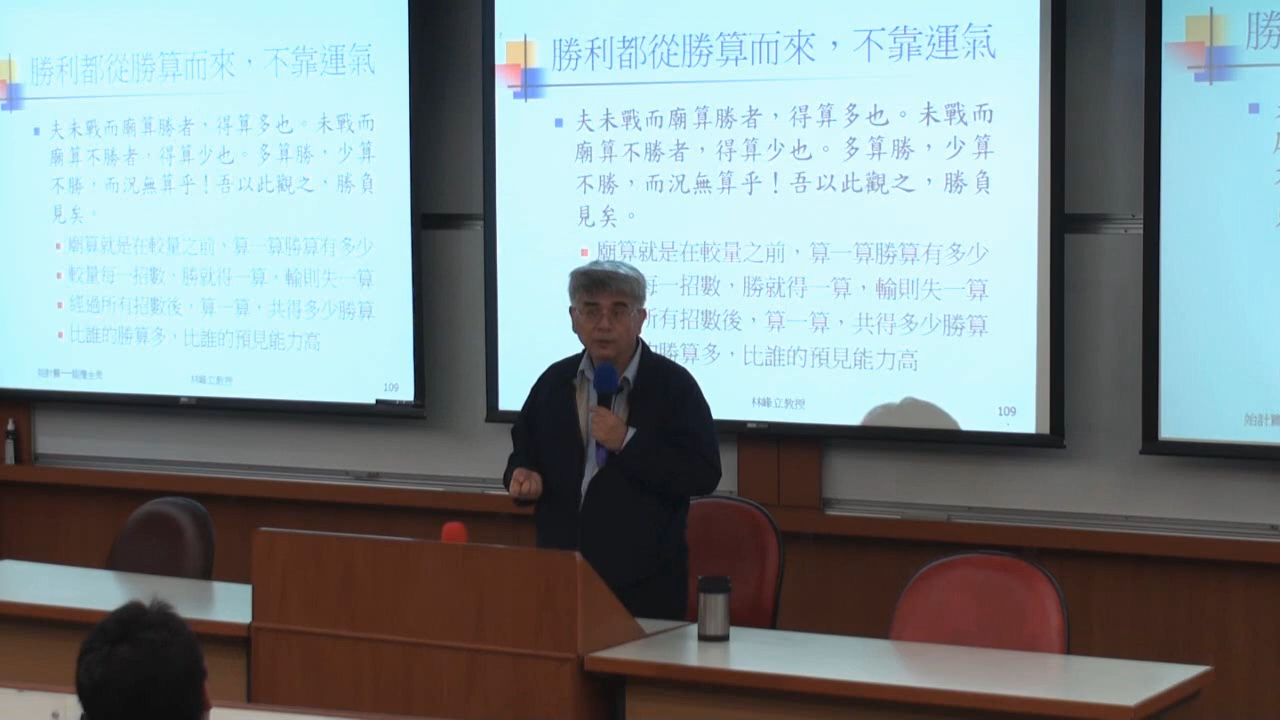 勝利都從勝算而來，不靠運氣
夫未戰而廟算勝者，得算多也。未戰而
廟算不勝者，得算少也。多算勝，少算
不勝，而況無算乎！吾以此觀之，勝負
見矣。
廟算就是在較量之前，算一算勝算有多少
較量每一招數，勝就得一算，輸則失一算
經過所有招數後，算一算，共得多少勝算
比誰的勝算多，比誰的預見能力高
林峰立教授
109
勝利都從勝算而來，不靠運氣
夫未戰而廟算勝者，得算多也。未戰而
廟算不勝者，得算少也。多算勝，少算
不勝，而況無算乎！吾以此觀之，勝負
見矣。
廟算就是在較量之前，算一算勝算有多少
每一招數，勝就得一算，輸則失一算
所有招數後，算一算，共得多少勝算
的勝算多，比誰的預見能力高
林峰立教授
109
勝
始計篇